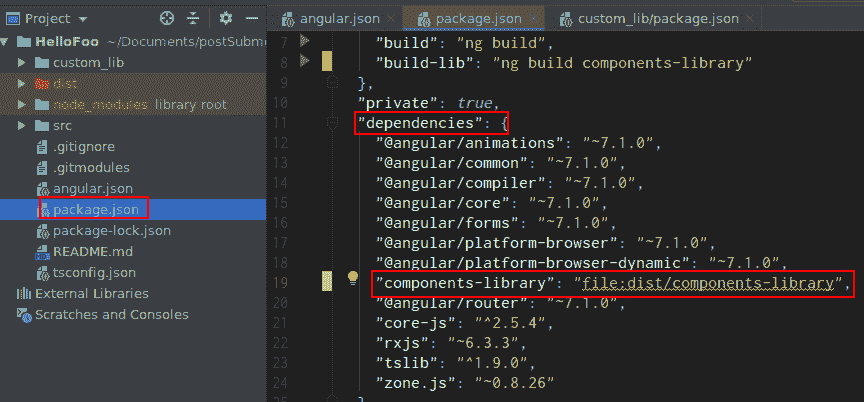 Project
HelloFoo ~/Documents/postSubm
custom_lib
dist
node_modules library root
src
.gitignore
.gitmodules
angular.json
package.json
package-lock.json
README.md
tsconfig.json
External Libraries
Scratches and Consoles
angular.json
package.json
custom_lib/package.json
7 "build": "ng build",
8 "build-lib": "ng build components-library"
9 },
10 "private": true,
11 "dependencies": {
12 "@angular/animations": "~7.1.0",
13 "@angular/common": "~7.1.0",
14 "@angular/compiler": "~7.1.0",
15 "@angular/core": "~7.1.0",
16 "@angular/forms": "~7.1.0",
17 "@angular/platform-browser": "~7.1.0",
18 "@angular/platform-browser-dynamic": "~7.1.0",
19 "components-library": "file:dist/components-library",
20 "@angular/router": "~7.1.0",
21 "core-js": "^2.5.4",
22 "rxjs": "~6.3.3",
23 "tslib": "^1.9.0",
24 "zone.js": "~0.8.26"